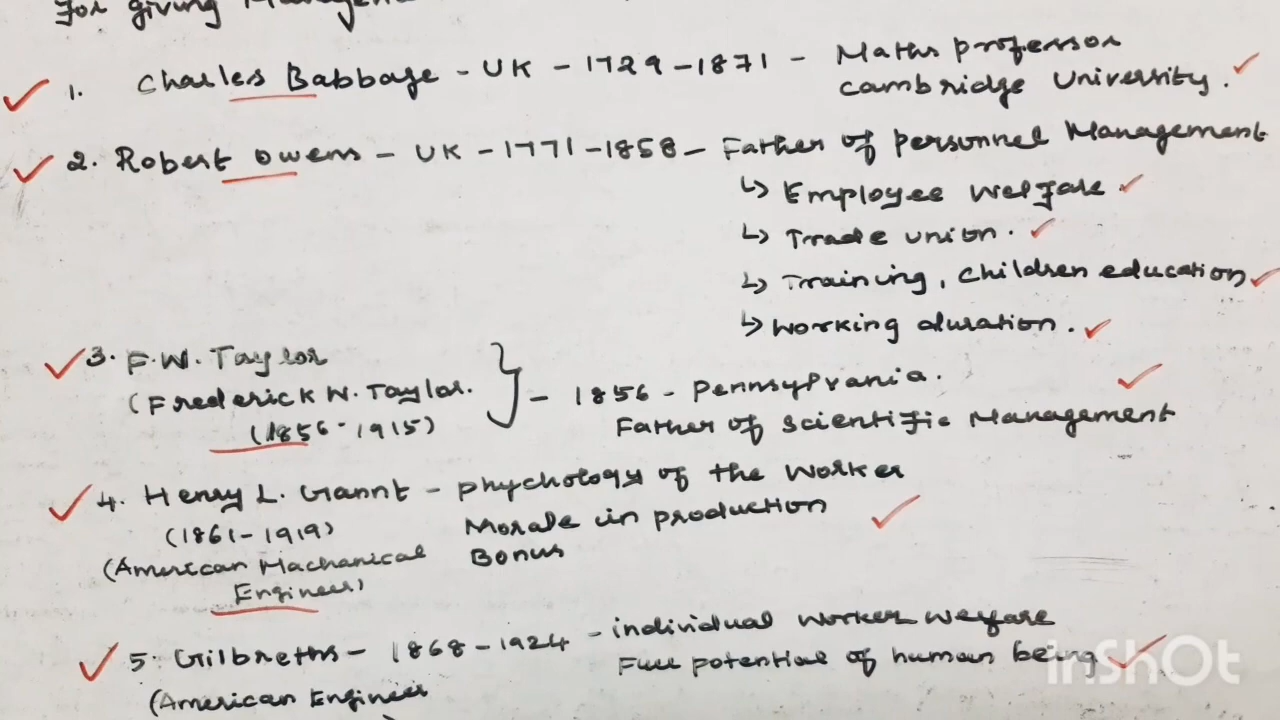 For giving
1. Charles Babbage - UK - 1729-1871 - Maths professor
Cambridge University.
2. Robert Owens - UK - 1771-1858 - Father of personnel Management
↳ Employee Welfare
↳ Trade union.
↳ Training, children education
↳ Working duration.
3. F.W. Taylor
(Frederick W. Taylor.
(1856-1915)
} - 1856 - Pennsylvania.
Father of Scientific Management
4. Henry L. Gannt - phychology of the Worker
(1861-1919) Morale in production
(American Machanical Bonus
Engineer)
5. Gilbreths - 1868-1924 - individual worker welfare
Full potential of human being
(American Engineer
InShOt